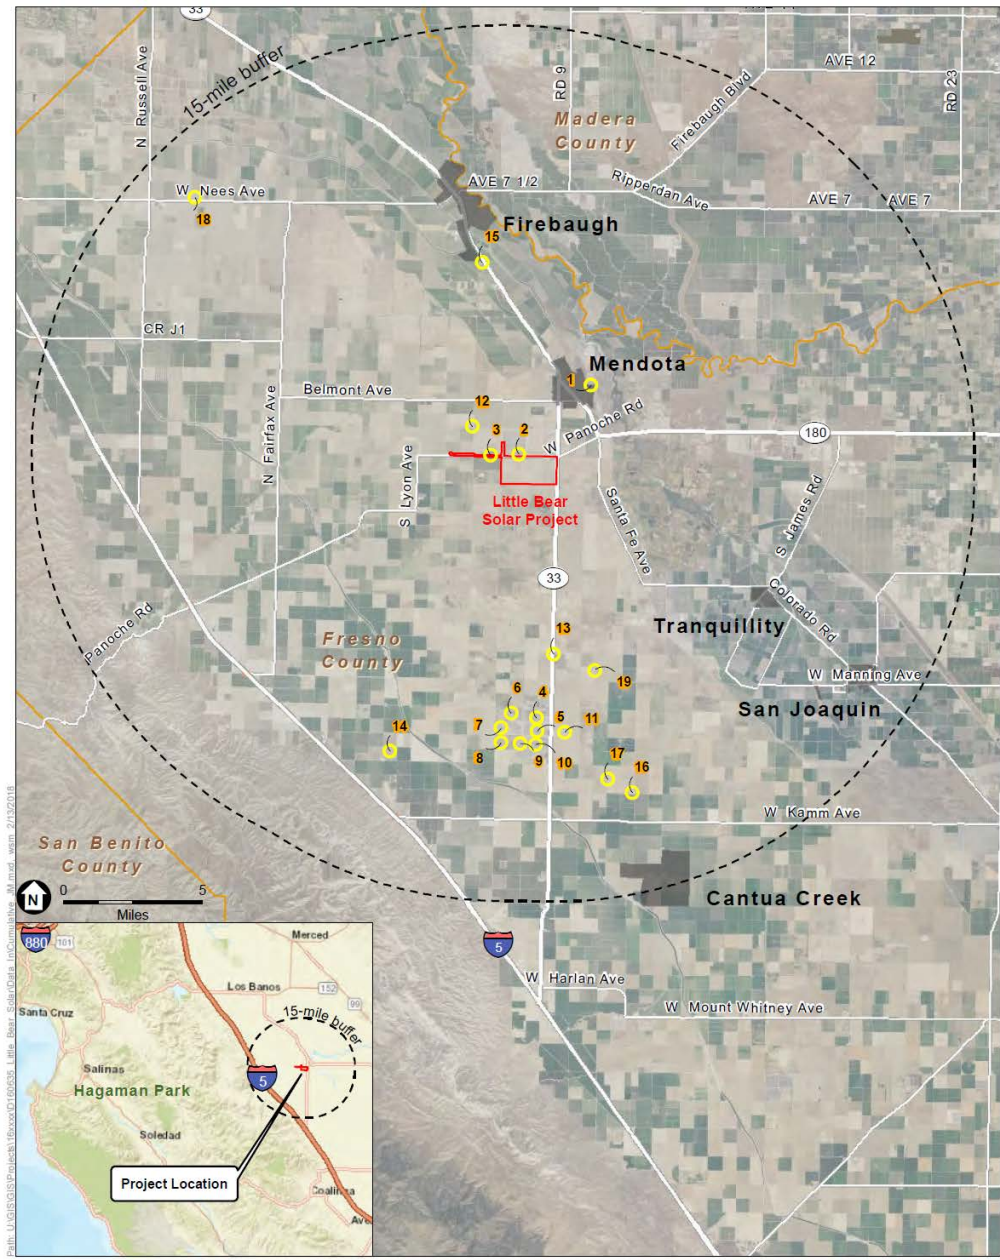 33
AVE 12
15-mile buffer
N Russell Ave
RD 9
Firebaugh Blvd
RD 23
Madera
County
W Nees Ave
AVE 7 1/2
Ripperdan Ave
AVE 7
AVE 7
18
Firebaugh
15
CR J1
Mendota
1
Belmont Ave
12
3
2
W Panoche Rd
180
N Fairfax Ave
S Lyon Ave
Little Bear
Solar Project
Santa Fe Ave
S James Rd
33
Colorado Rd
Panoche Rd
Fresno
County
13
Tranquillity
19
W Manning Ave
6
4
San Joaquin
7
5
11
14
8
9
10
17
16
W Kamm Ave
San Benito
County
N
0
5
Miles
Cantua Creek
5
W Harlan Ave
W Mount Whitney Ave
880
101
Merced
Los Banos
152
99
Santa Cruz
15-mile buffer
Salinas
Hagaman Park
5
Soledad
Project Location
Coalinga
Ave